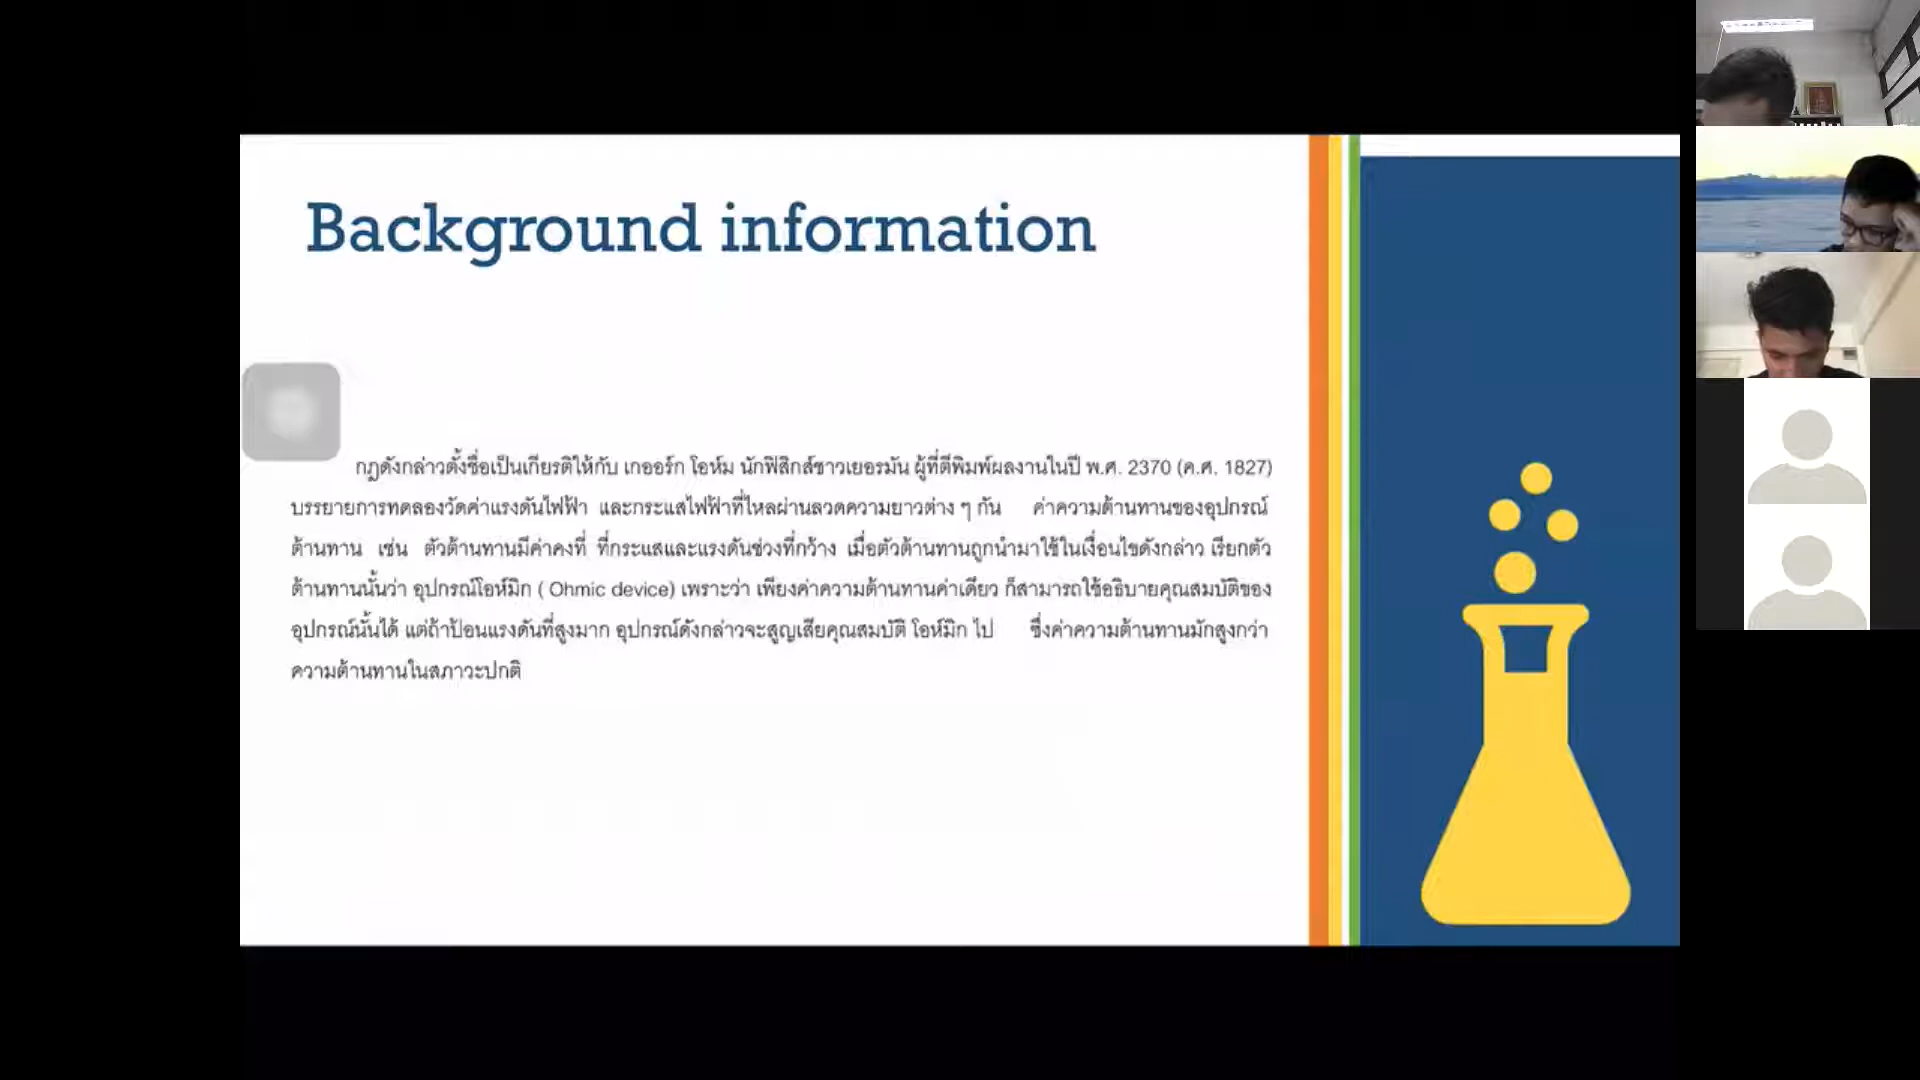 Background information
กฎดังกล่าวตั้งชื่อเป็นเกียรติให้กับ เกออร์ก โอห์ม นักฟิสิกส์ชาวเยอรมัน ผู้ที่ตีพิมพ์ผลงานในปี พ.ศ. 2370 (ค.ศ. 1827)
บรรยายการทดลองวัดค่าแรงดันไฟฟ้า และกระแสไฟฟ้าที่ไหลผ่านลวดความยาวต่าง ๆ กัน ค่าความต้านทานของอุปกรณ์
ต้านทาน เช่น ตัวต้านทานมีค่าคงที่ ที่กระแสและแรงดันช่วงที่กว้าง เมื่อตัวต้านทานถูกนำมาใช้ในเงื่อนไขดังกล่าว เรียกตัว
ต้านทานนั้นว่า อุปกรณ์โอห์มิก ( Ohmic device) เพราะว่า เพียงค่าความต้านทานค่าเดียว ก็สามารถใช้อธิบายคุณสมบัติของ
อุปกรณ์นั้นได้ แต่ถ้าป้อนแรงดันที่สูงมาก อุปกรณ์ดังกล่าวจะสูญเสียคุณสมบัติ โอห์มิก ไป ซึ่งค่าความต้านทานมักสูงกว่า
ความต้านทานในสภาวะปกติ